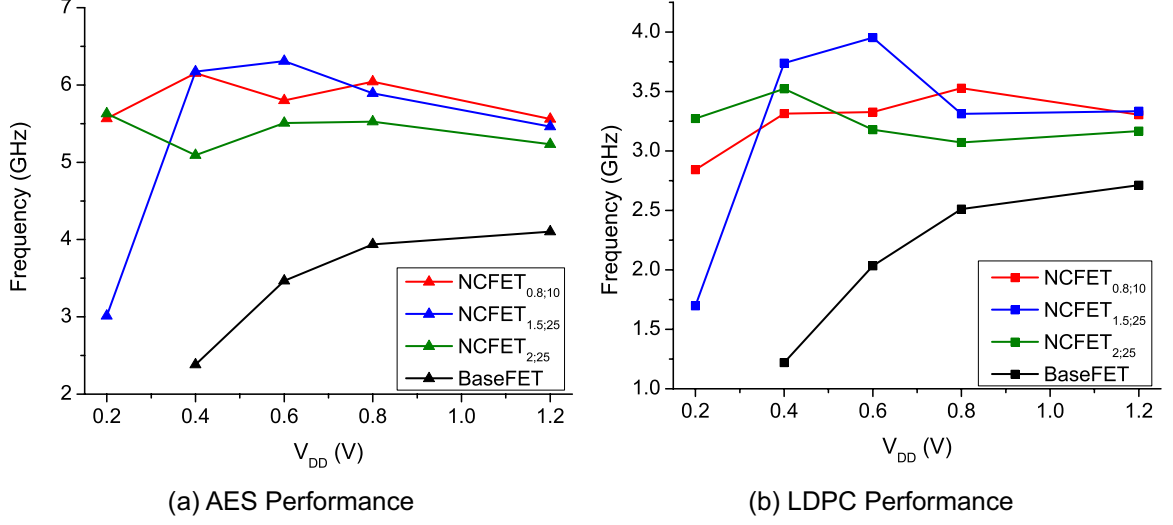 7
6
5
4
3
2
Frequency (GHz)
0.2 0.4 0.6 0.8 1.0 1.2
V_DD (V)
NCFET_0.8;10
NCFET_1.5;25
NCFET_2;25
BaseFET
(a) AES Performance
4.0
3.5
3.0
2.5
2.0
1.5
1.0
Frequency (GHz)
0.2 0.4 0.6 0.8 1.0 1.2
V_DD (V)
NCFET_0.8;10
NCFET_1.5;25
NCFET_2;25
BaseFET
(b) LDPC Performance